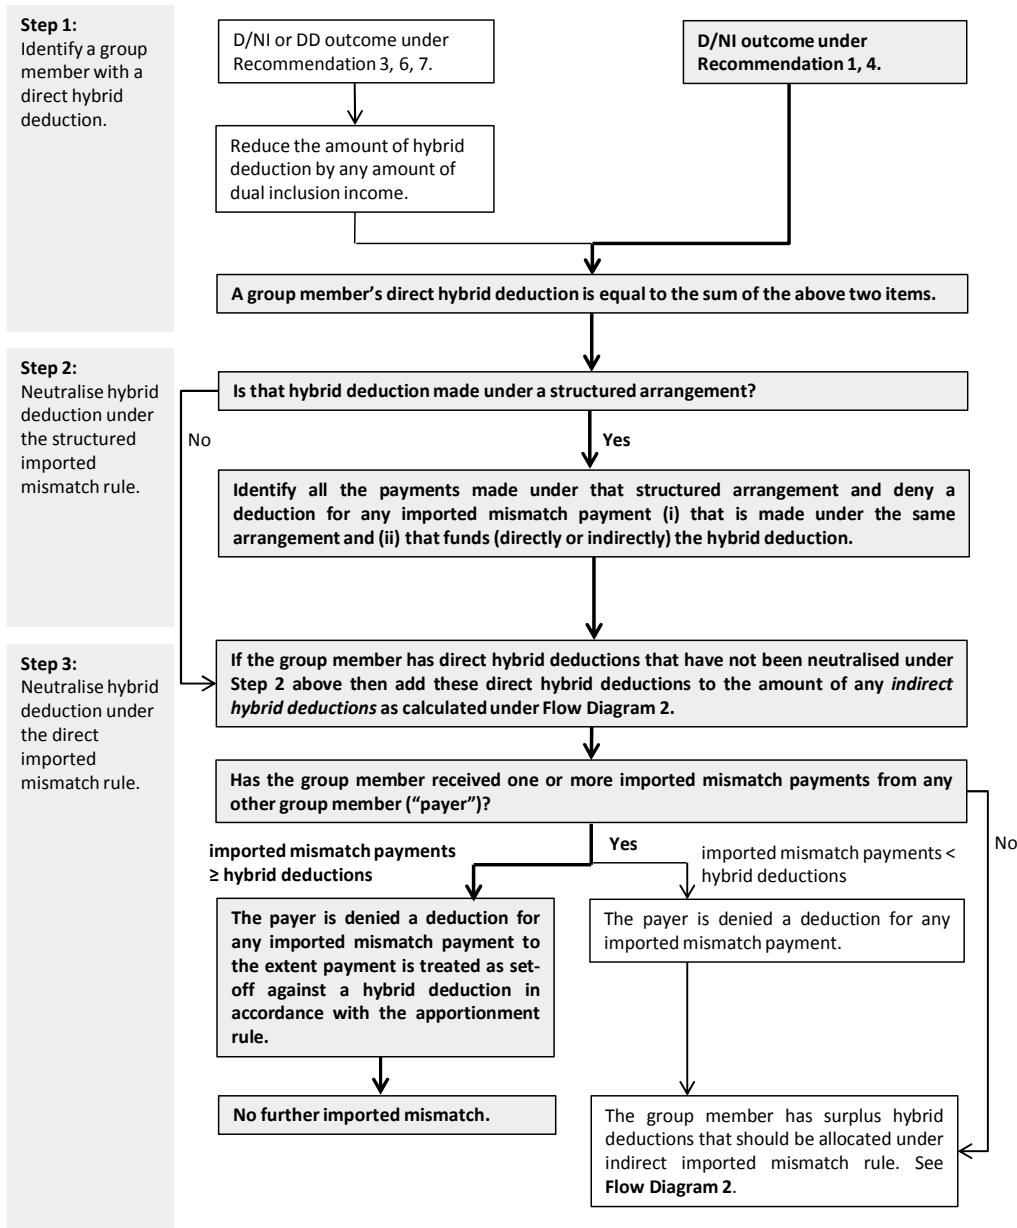 Step 1:
Identify a group
member with a
direct hybrid
deduction.
D/NI or DD outcome under
Recommendation 3, 6, 7.
D/NI outcome under
Recommendation 1, 4.
Reduce the amount of hybrid
deduction by any amount of
dual inclusion income.
A group member’s direct hybrid deduction is equal to the sum of the above two items.
Step 2:
Neutralise hybrid
deduction under
the structured
imported
mismatch rule.
Is that hybrid deduction made under a structured arrangement?
No
Yes
Identify all the payments made under that structured arrangement and deny a
deduction for any imported mismatch payment (i) that is made under the same
arrangement and (ii) that funds (directly or indirectly) the hybrid deduction.
Step 3:
Neutralise hybrid
deduction under
the direct
imported
mismatch rule.
If the group member has direct hybrid deductions that have not been neutralised under
Step 2 above then add these direct hybrid deductions to the amount of any indirect
hybrid deductions as calculated under Flow Diagram 2.
Has the group member received one or more imported mismatch payments from any
other group member (“payer”)?
No
Yes
imported mismatch payments
≥ hybrid deductions
imported mismatch payments <
hybrid deductions
The payer is denied a deduction for
any imported mismatch payment to
the extent payment is treated as set-
off against a hybrid deduction in
accordance with the apportionment
rule.
The payer is denied a deduction for any
imported mismatch payment.
No further imported mismatch.
The group member has surplus hybrid
deductions that should be allocated under
indirect imported mismatch rule. See
Flow Diagram 2.